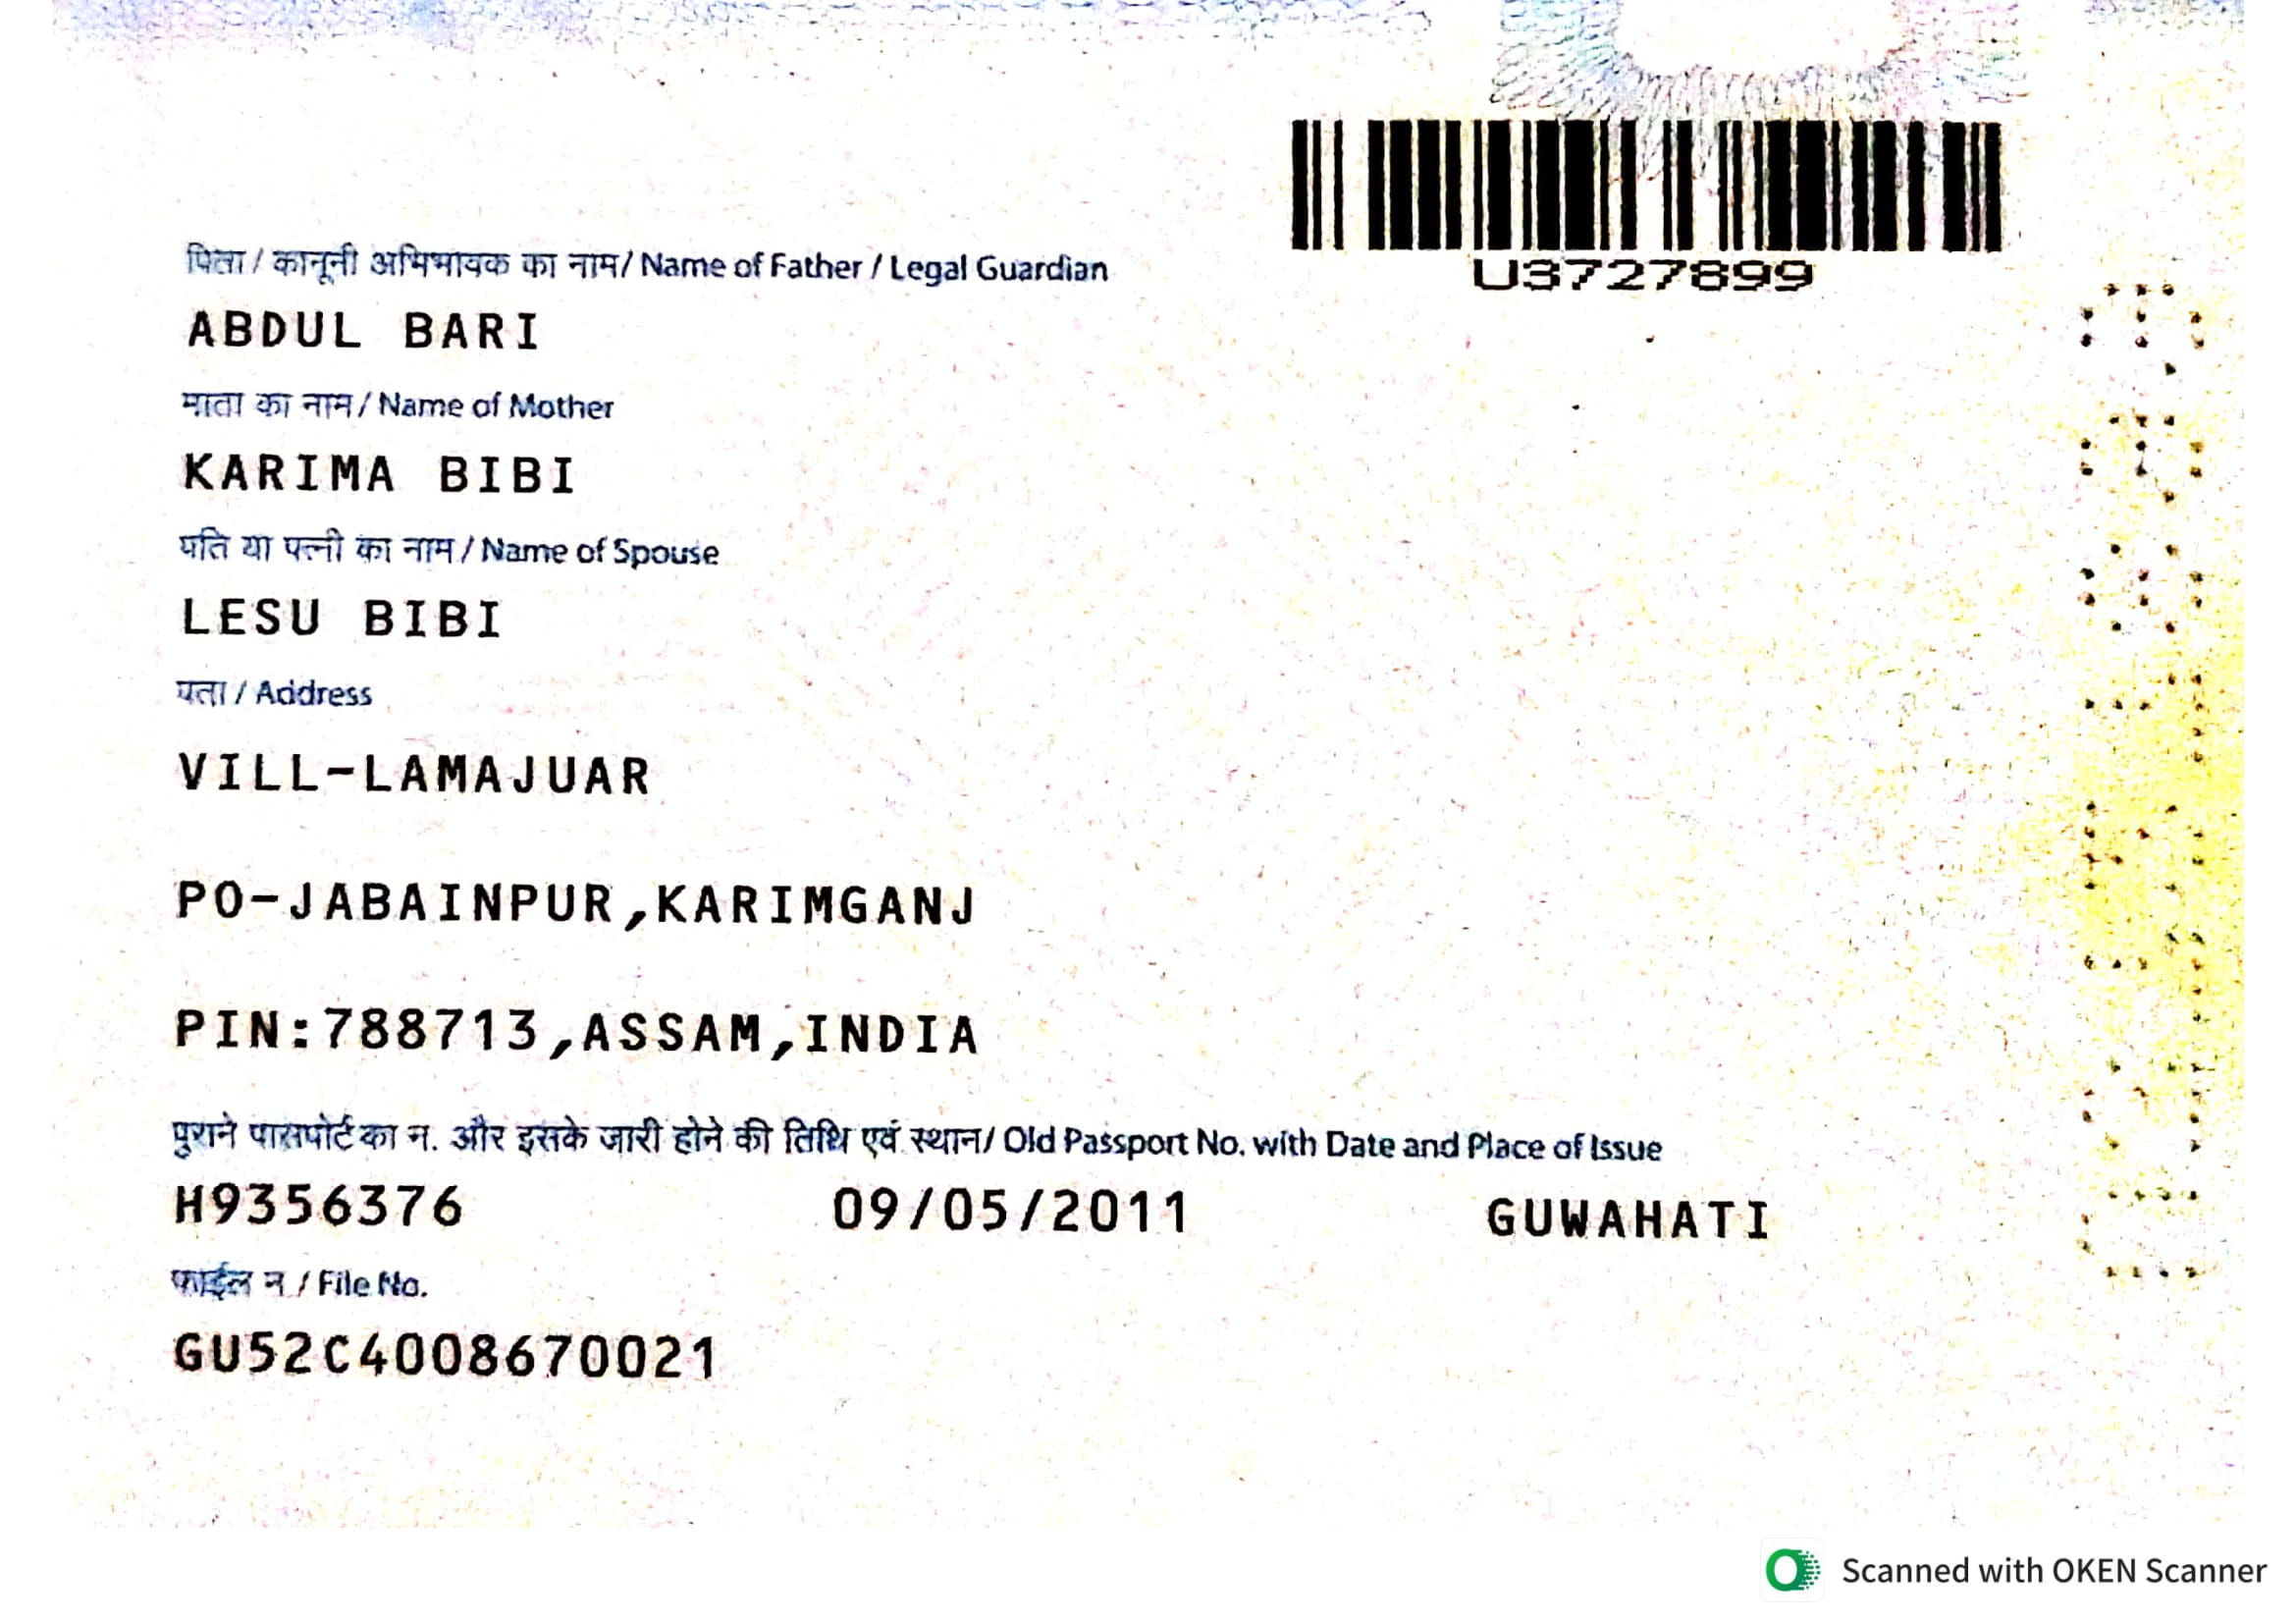 U3727899
पिता / कानूनी अभिभावक का नाम/ Name of Father / Legal Guardian
ABDUL BARI
माता का नाम/ Name of Mother
KARIMA BIBI
पति या पत्नी का नाम/ Name of Spouse
LESU BIBI
पता / Address
VILL-LAMAJUAR
PO-JABAINPUR,KARIMGANJ
PIN:788713,ASSAM,INDIA
पुराने पासपोर्ट का न. और इसके जारी होने की तिथि एवं स्थान/ Old Passport No. with Date and Place of Issue
H9356376 09/05/2011 GUWAHATI
फाईल न / File No.
GU52C4008670021
Scanned with OKEN Scanner